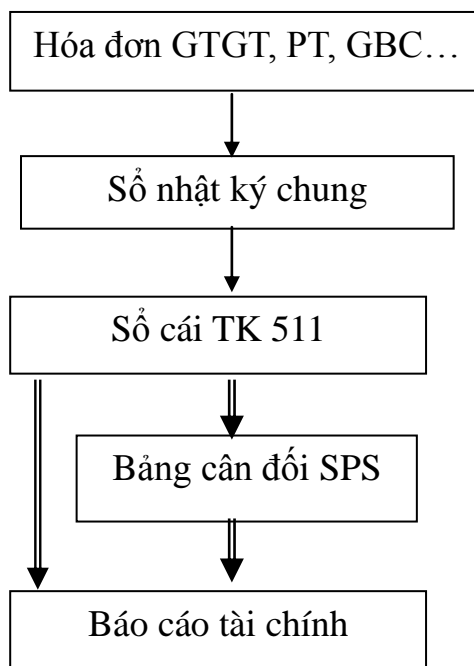 Hóa đơn GTGT, PT, GBC…
Sổ nhật ký chung
Sổ cái TK 511
Bảng cân đối SPS
Báo cáo tài chính